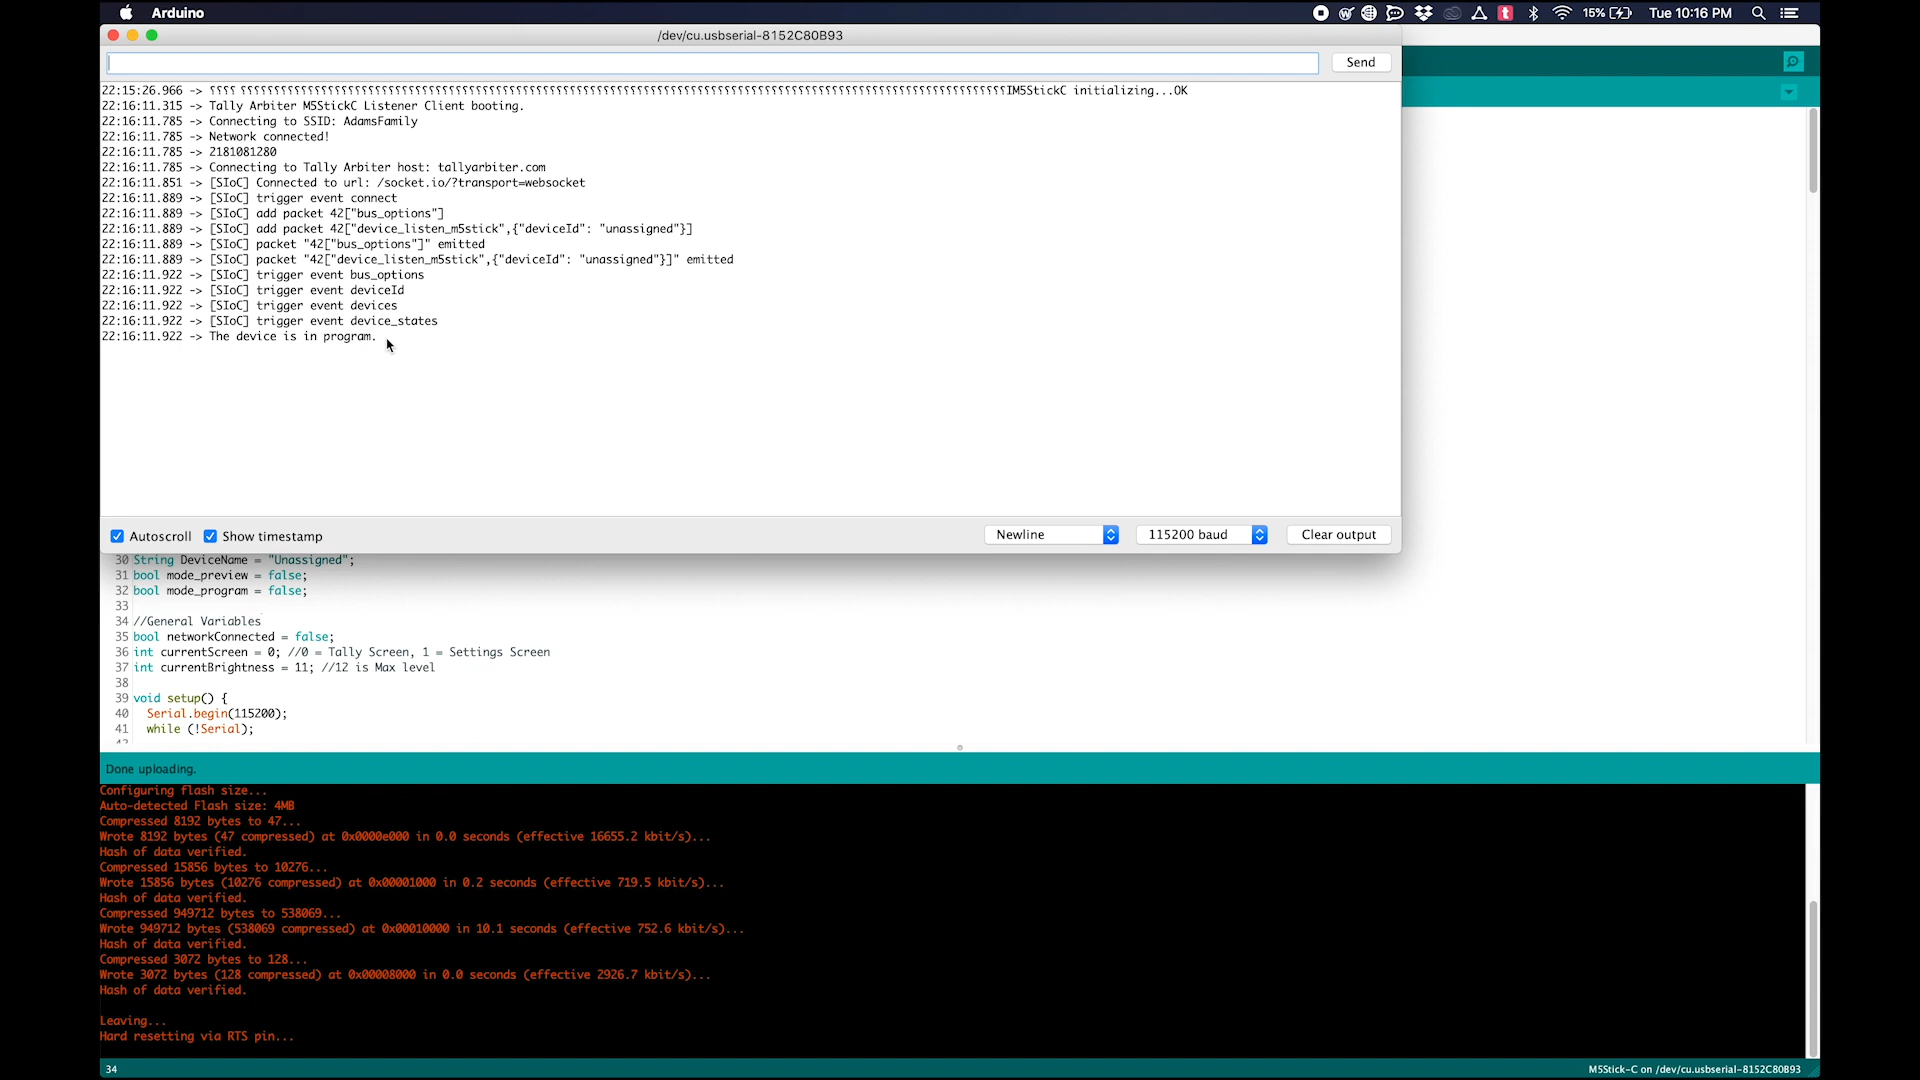 Arduino
15%
Tue 10:16 PM
/dev/cu.usbserial-8152C80B93
Send
22:15:26.966 -> IM5StickC initializing...OK
22:16:11.315 -> Tally Arbiter M5StickC Listener Client booting.
22:16:11.785 -> Connecting to SSID: AdamsFamily
22:16:11.785 -> Network connected!
22:16:11.785 -> 2181081280
22:16:11.785 -> Connecting to Tally Arbiter host: tallyarbiter.com
22:16:11.851 -> [SIoC] Connected to url: /socket.io/?transport=websocket
22:16:11.889 -> [SIoC] trigger event connect
22:16:11.889 -> [SIoC] add packet 42["bus_options"]
22:16:11.889 -> [SIoC] add packet 42["device_listen_m5stick",{"deviceId": "unassigned"}]
22:16:11.889 -> [SIoC] packet "42["bus_options"]" emitted
22:16:11.889 -> [SIoC] packet "42["device_listen_m5stick",{"deviceId": "unassigned"}]" emitted
22:16:11.922 -> [SIoC] trigger event bus_options
22:16:11.922 -> [SIoC] trigger event deviceId
22:16:11.922 -> [SIoC] trigger event devices
22:16:11.922 -> [SIoC] trigger event device_states
22:16:11.922 -> The device is in program.
Autoscroll
Show timestamp
Newline
115200 baud
Clear output
30 String DeviceName = "Unassigned";
31 bool mode_preview = false;
32 bool mode_program = false;
33
34 //General Variables
35 bool networkConnected = false;
36 int currentScreen = 0; //0 = Tally Screen, 1 = Settings Screen
37 int currentBrightness = 11; //12 is Max level
38
39 void setup() {
40 Serial.begin(115200);
41 while (!Serial);
Done uploading.
Configuring flash size...
Auto-detected Flash size: 4MB
Compressed 8192 bytes to 47...
Wrote 8192 bytes (47 compressed) at 0x0000e000 in 0.0 seconds (effective 16655.2 kbit/s)...
Hash of data verified.
Compressed 15856 bytes to 10276...
Wrote 15856 bytes (10276 compressed) at 0x00001000 in 0.2 seconds (effective 719.5 kbit/s)...
Hash of data verified.
Compressed 949712 bytes to 538069...
Wrote 949712 bytes (538069 compressed) at 0x00010000 in 10.1 seconds (effective 752.6 kbit/s)...
Hash of data verified.
Compressed 3072 bytes to 128...
Wrote 3072 bytes (128 compressed) at 0x00008000 in 0.0 seconds (effective 2926.7 kbit/s)...
Hash of data verified.
Leaving...
Hard resetting via RTS pin...
34
M5Stick-C on /dev/cu.usbserial-8152C80B93